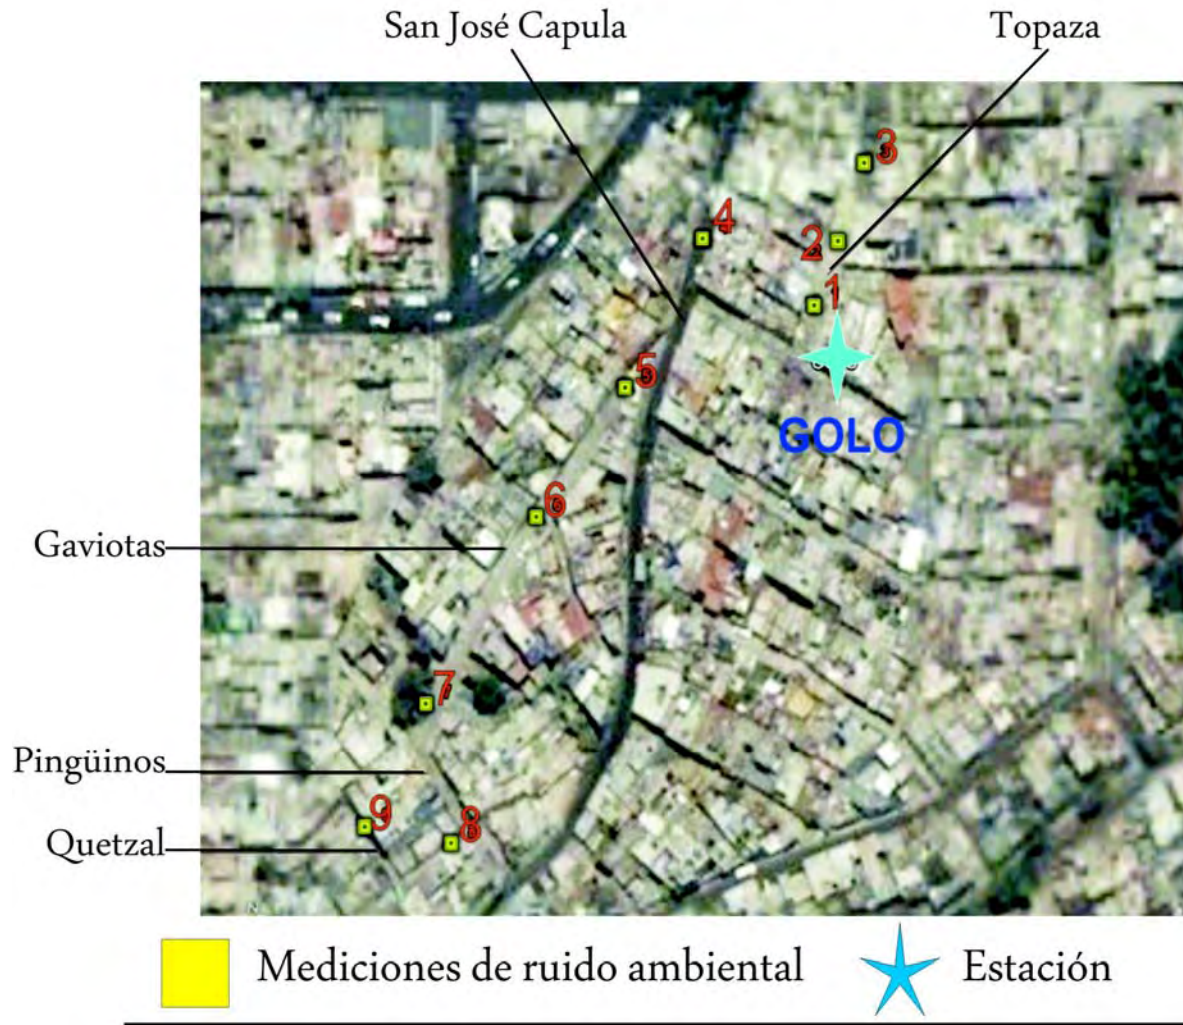 San José Capula
Topaza
3
4
2
1
5
GOLO
6
Gaviotas
7
Pingüinos
9
8
Quetzal
Mediciones de ruido ambiental
Estación